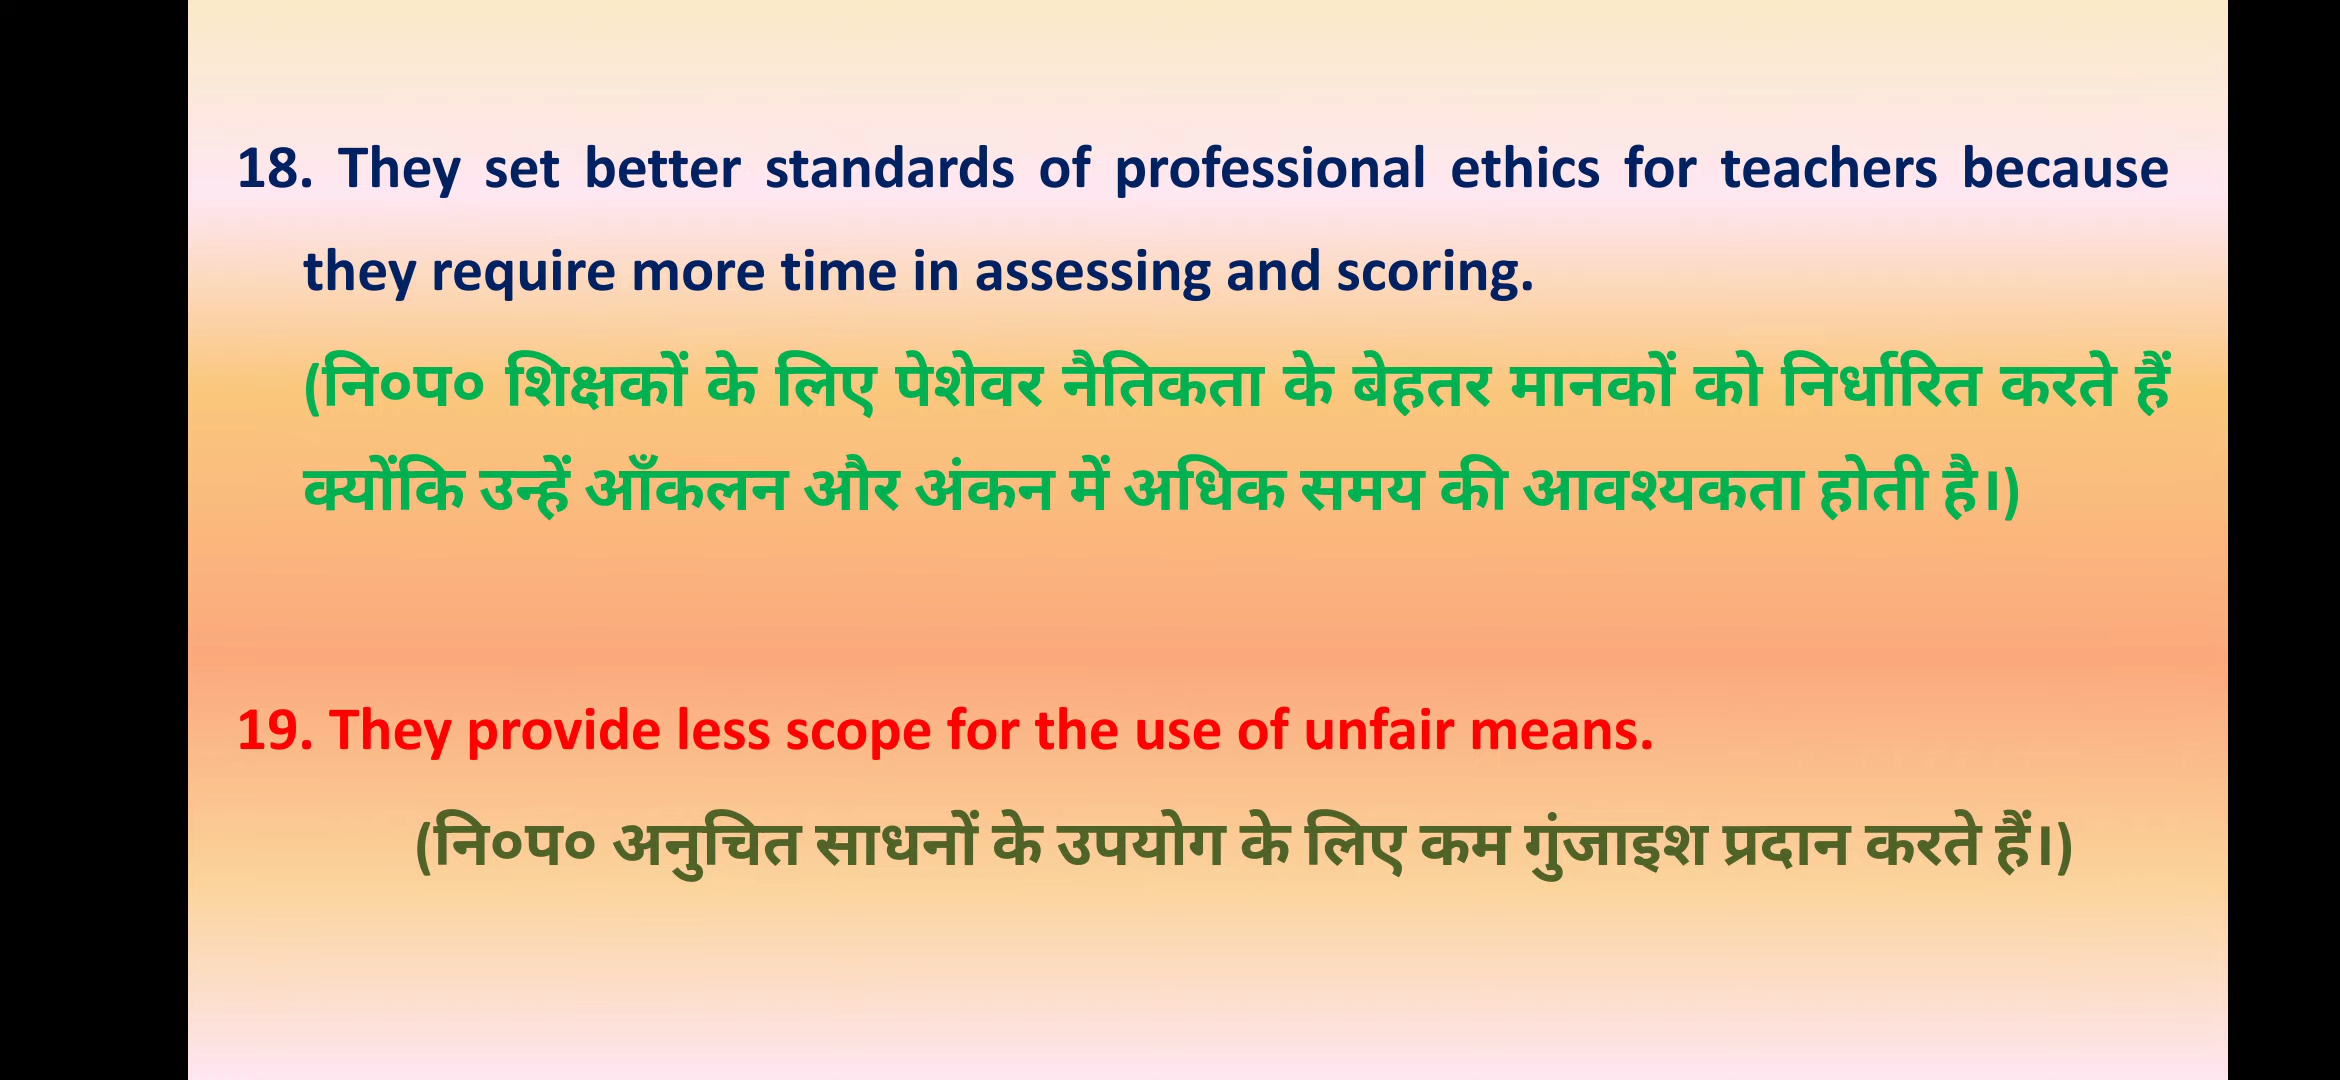 18. They set better standards of professional ethics for teachers because
they require more time in assessing and scoring.
(नि०प० शिक्षकों के लिए पेशेवर नैतिकता के बेहतर मानकों को निर्धारित करते हैं
क्योंकि उन्हें आँकलन और अंकन में अधिक समय की आवश्यकता होती है।)
19. They provide less scope for the use of unfair means.
(नि०प० अनुचित साधनों के उपयोग के लिए कम गुंजाइश प्रदान करते हैं।)